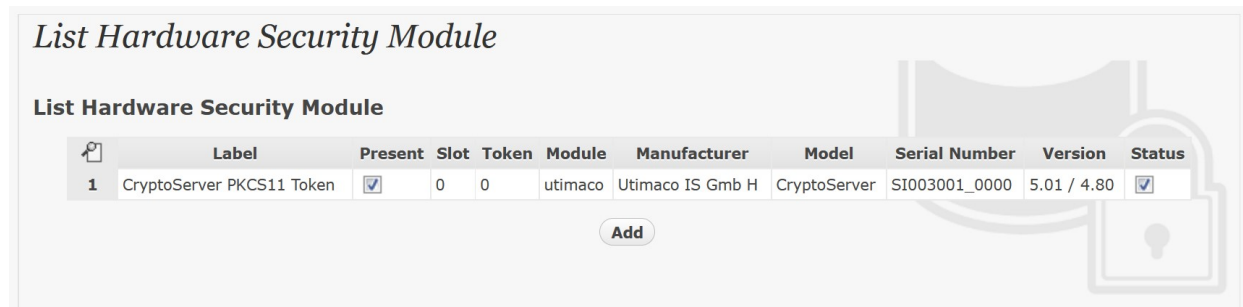 List Hardware Security Module
List Hardware Security Module
Label Present Slot Token Module Manufacturer Model Serial Number Version Status
1 CryptoServer PKCS11 Token 0 0 utimaco Utimaco IS Gmb H CryptoServer SI003001_0000 5.01 / 4.80
Add